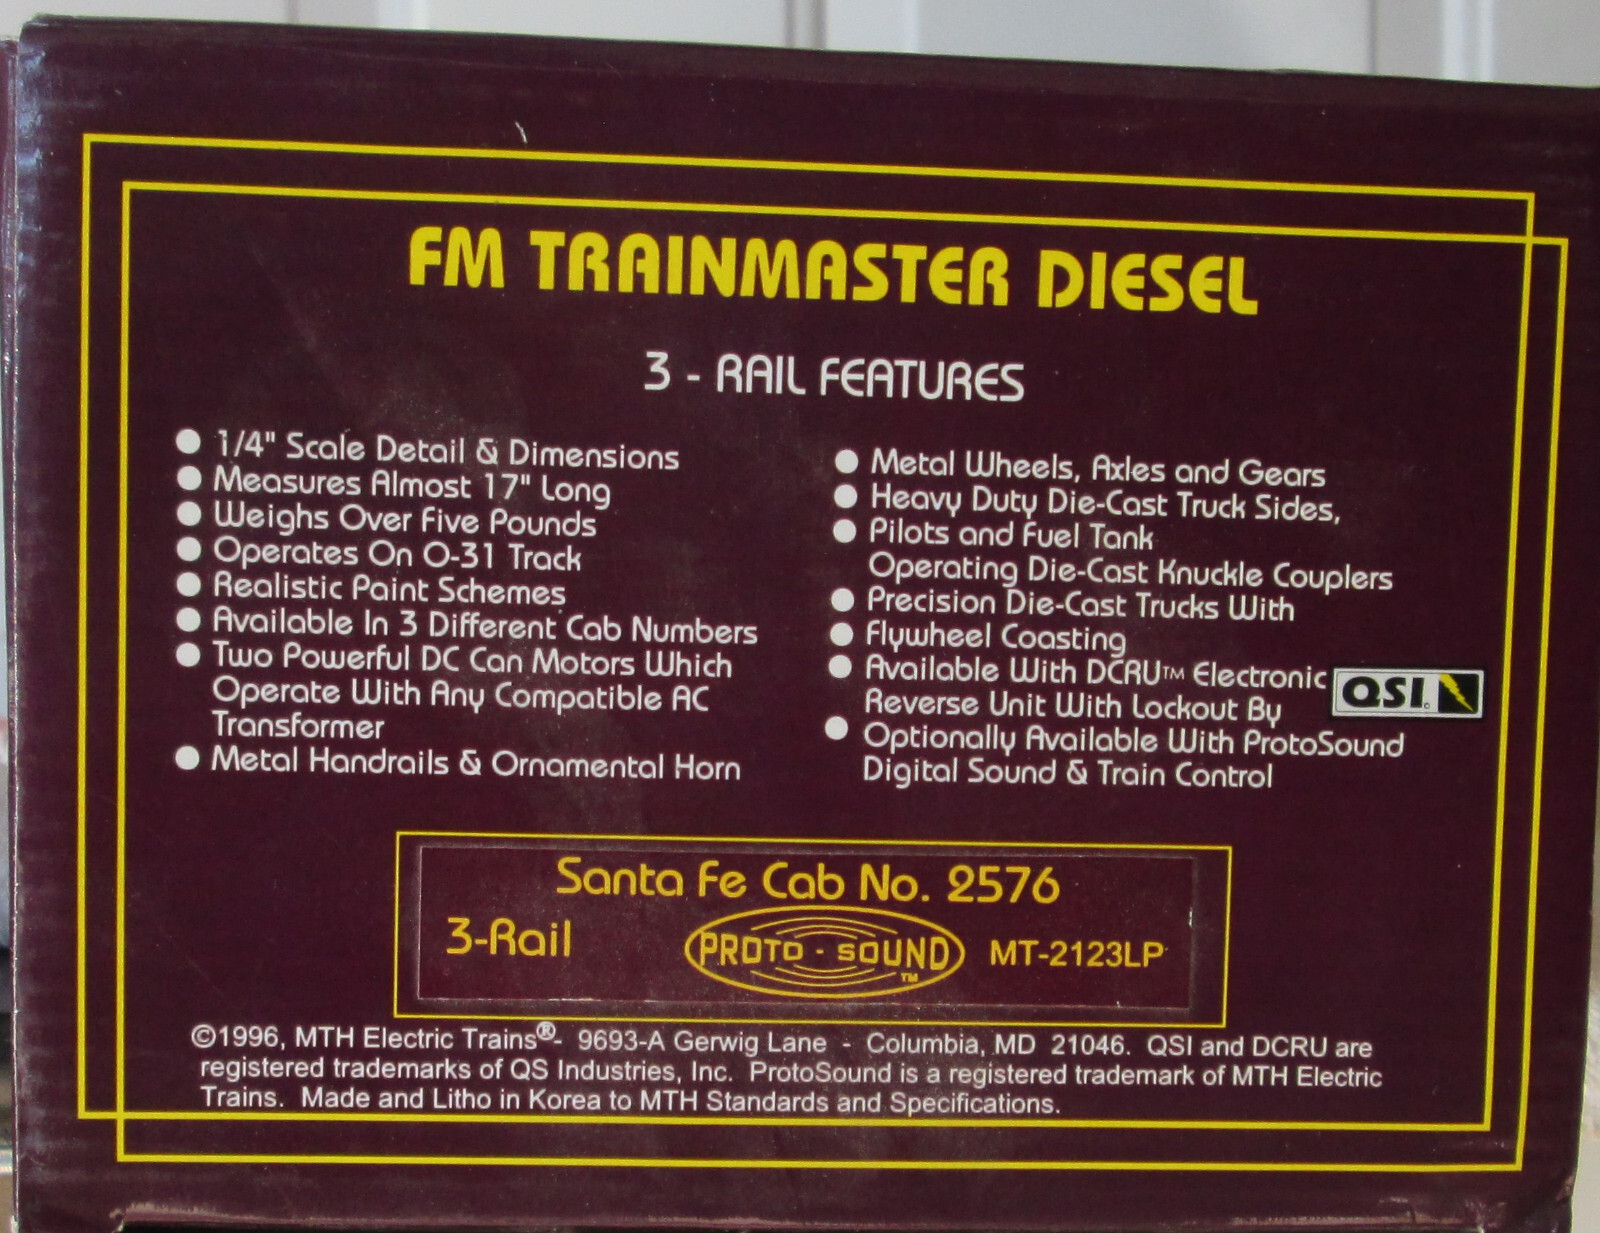 FM TRAINMASTER DIESEL
3 - RAIL FEATURES
● 1/4" Scale Detail & Dimensions
● Measures Almost 17" Long
● Weighs Over Five Pounds
● Operates On O-31 Track
● Realistic Paint Schemes
● Available In 3 Different Cab Numbers
● Two Powerful DC Can Motors Which
Operate With Any Compatible AC
Transformer
● Metal Handrails & Ornamental Horn
● Metal Wheels, Axles and Gears
● Heavy Duty Die-Cast Truck Sides,
● Pilots and Fuel Tank
Operating Die-Cast Knuckle Couplers
● Precision Die-Cast Trucks With
● Flywheel Coasting
● Available With DCRU™ Electronic
Reverse Unit With Lockout By
QSI®
● Optionally Available With ProtoSound
Digital Sound & Train Control
Santa Fe Cab No. 2576
3-Rail PROTO - SOUND ™ MT-2123LP
©1996, MTH Electric Trains®- 9693-A Gerwig Lane - Columbia, MD 21046. QSI and DCRU are
registered trademarks of QS Industries, Inc. ProtoSound is a registered trademark of MTH Electric
Trains. Made and Litho in Korea to MTH Standards and Specifications.